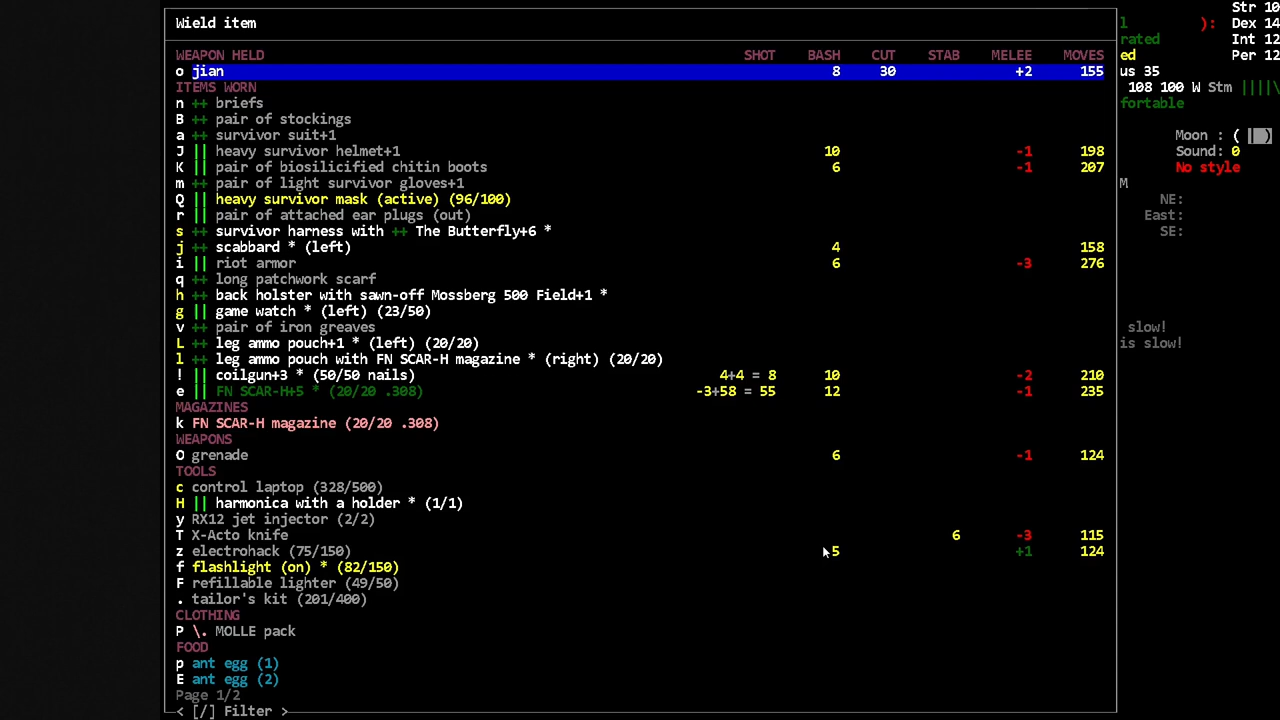 Wield item
WEAPON HELD SHOT BASH CUT STAB MELEE MOVES
o jian 8 30 +2 155
ITEMS WORN
n ++ briefs
B ++ pair of stockings
a ++ survivor suit+1
J || heavy survivor helmet+1 10 -1 198
K || pair of biosilicified chitin boots 6 -1 207
m ++ pair of light survivor gloves+1
Q || heavy survivor mask (active) (96/100)
r || pair of attached ear plugs (out)
s ++ survivor harness with ++ The Butterfly+6 *
j ++ scabbard * (left) 4 158
i || riot armor 6 -3 276
q ++ long patchwork scarf
h ++ back holster with sawn-off Mossberg 500 Field+1 *
g || game watch * (left) (23/50)
v ++ pair of iron greaves
L ++ leg ammo pouch+1 * (left) (20/20)
l || leg ammo pouch with FN SCAR-H magazine * (right) (20/20)
! || coilgun+3 * (50/50 nails) 4+4 = 8 10 -2 210
e || FN SCAR-H+5 * (20/20 .308) -3+58 = 55 12 -1 235
MAGAZINES
k FN SCAR-H magazine (20/20 .308)
WEAPONS
O grenade 6 -1 124
TOOLS
c control laptop (328/500)
H || harmonica with a holder * (1/1)
y RX12 jet injector (2/2)
T X-Acto knife 6 -3 115
z electrohack (75/150) 5 +1 124
f flashlight (on) * (82/150)
F refillable lighter (49/50)
. tailor's kit (201/400)
CLOTHING
P \. MOLLE pack
FOOD
p ant egg (1)
E ant egg (2)
Page 1/2
< [/] Filter >
Str 10
l ): Dex 14
rated Int 12
ed Per 12
us 35
108 100 W Stm ||||\
fortable
Moon : ( | )
Sound: 0
No style
M
NE:
East:
SE:
slow!
is slow!